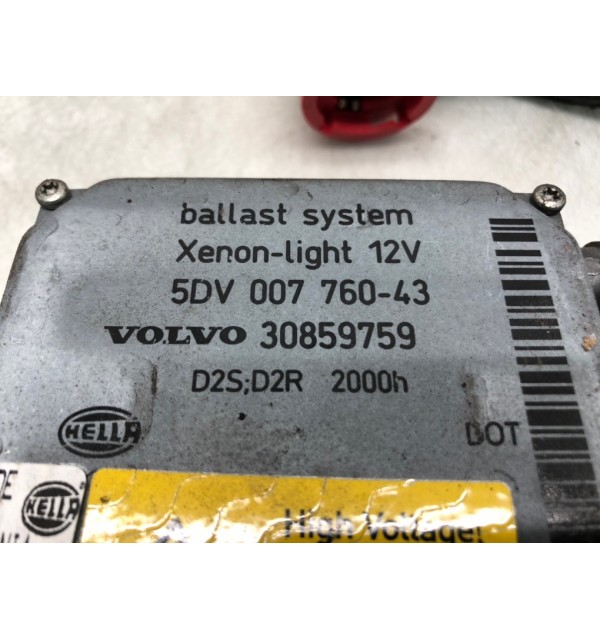 ballast system
Xenon-light 12V
5DV 007 760-43
VOLVO 30859759
D2S;D2R 2000h
HELLA
DOT
DE
HELLA
High Voltage!